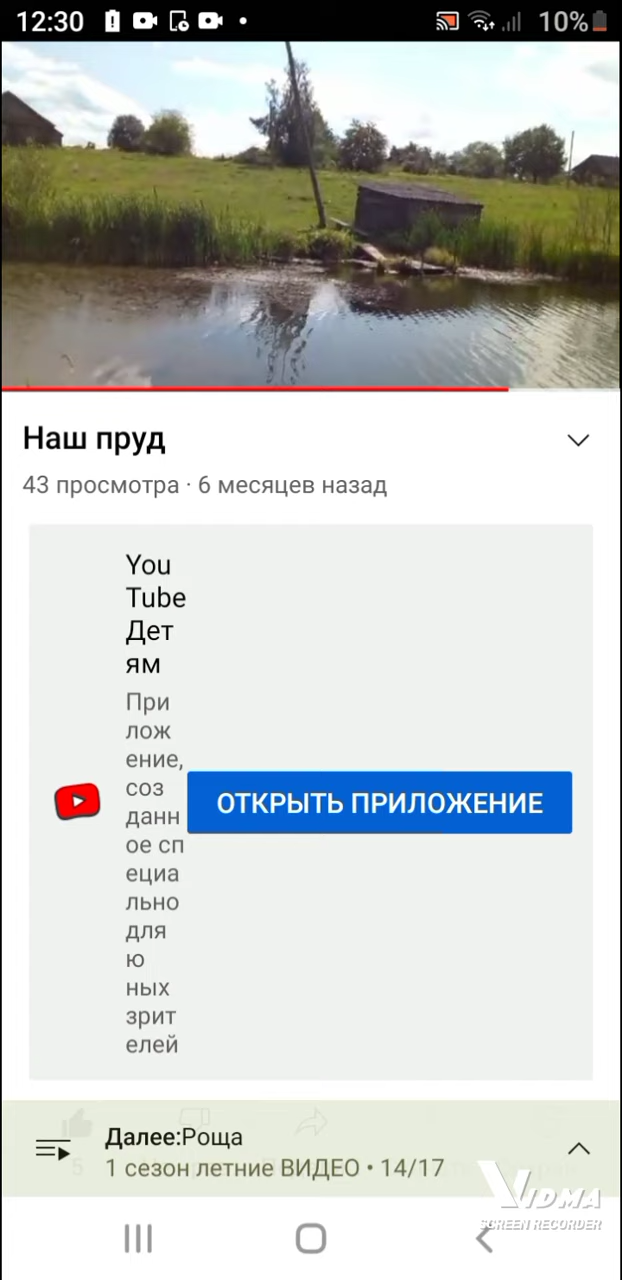 12:30
10%
Наш пруд
43 просмотра · 6 месяцев назад
You
Tube
Дет
ям
При
лож
ение,
соз
данн
ое сп
ециа
льно
для
ю
ных
зрит
елей
ОТКРЫТЬ ПРИЛОЖЕНИЕ
Далее:Роща
5
1 сезон летние ВИДЕО • 14/17
VIDMA
SCREEN RECORDER